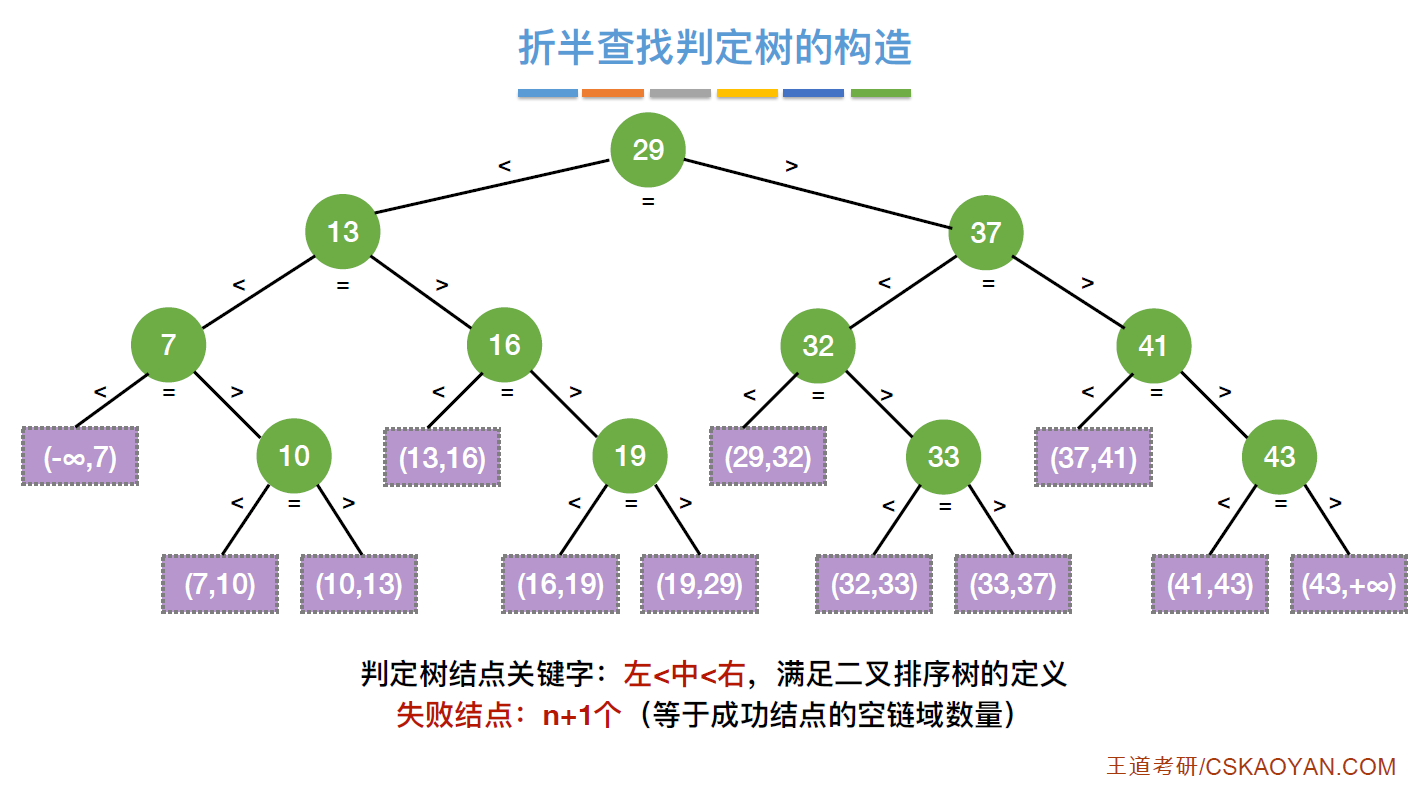 折半查找判定树的构造
29
< >
=
13 37
< = > < = >
7 16 32 41
< = > < = > < = > < = >
(-∞,7) 10 (13,16) 19 (29,32) 33 (37,41) 43
< = > < = > < = > < = >
(7,10) (10,13) (16,19) (19,29) (32,33) (33,37) (41,43) (43,+∞)
判定树结点关键字：左<中<右，满足二叉排序树的定义
失败结点：n+1个（等于成功结点的空链域数量）
王道考研/CSKAOYAN.COM